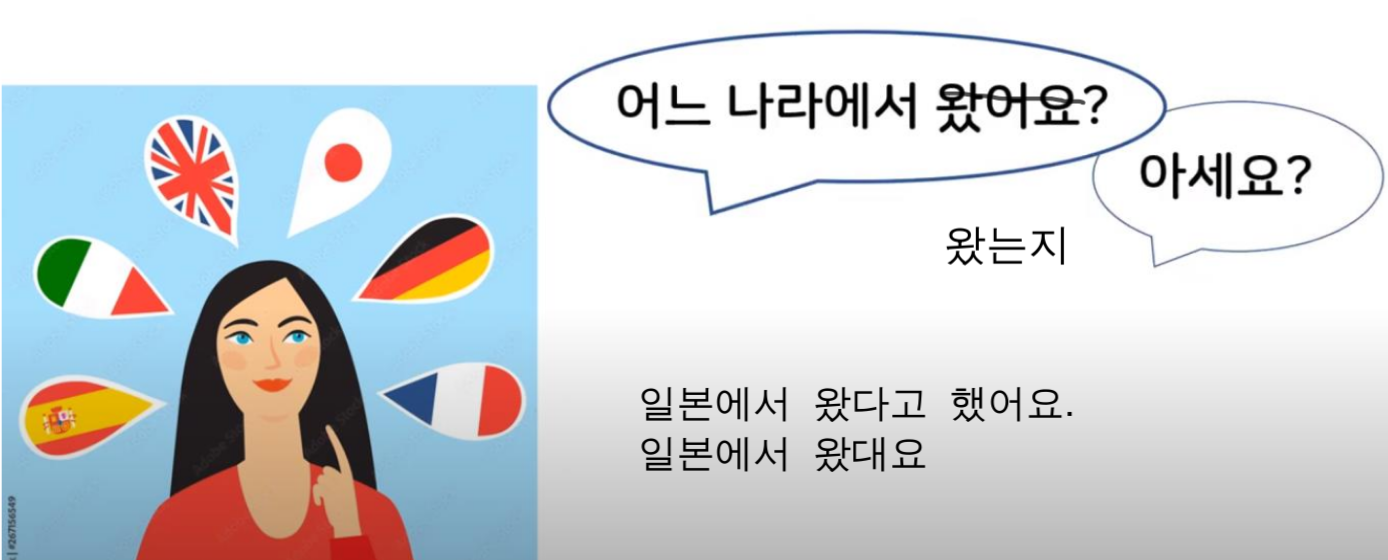 어느 나라에서 왔어요?
아세요?
왔는지
일본에서 왔다고 했어요.
일본에서 왔대요
| #267156549